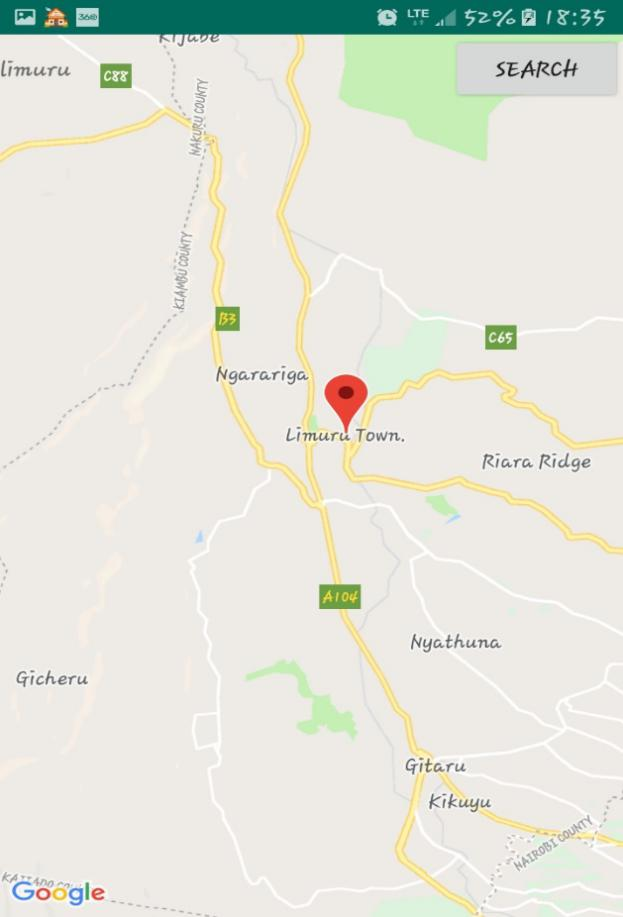 360
LTE
52%
18:35
Kijabe
limuru
C88
SEARCH
NAKURU COUNTY
KIAMBU COUNTY
B3
C65
Ngarariga
Limuru Town.
Riara Ridge
A104
Nyathuna
Gicheru
Gitaru
Kikuyu
NAIROBI COUNTY
KAJIADO COU
Google